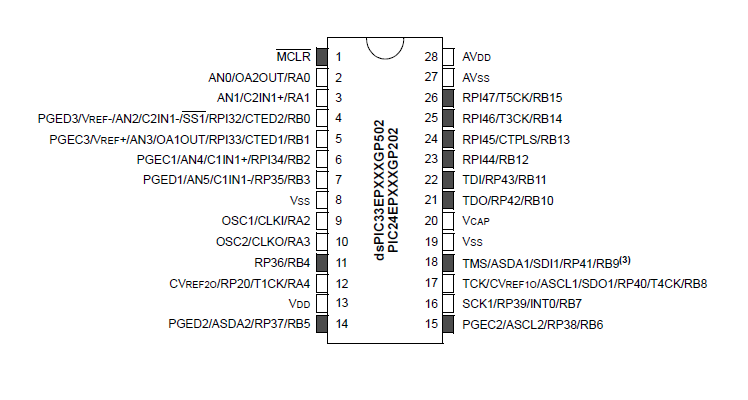 MCLR 1 28 AVDD
AN0/OA2OUT/RA0 2 27 AVSS
AN1/C2IN1+/RA1 3 26 RPI47/T5CK/RB15
PGED3/VREF-/AN2/C2IN1-/SS1/RPI32/CTED2/RB0 4 25 RPI46/T3CK/RB14
PGEC3/VREF+/AN3/OA1OUT/RPI33/CTED1/RB1 5 24 RPI45/CTPLS/RB13
PGEC1/AN4/C1IN1+/RPI34/RB2 6 23 RPI44/RB12
PGED1/AN5/C1IN1-/RP35/RB3 7 22 TDI/RP43/RB11
VSS 8 21 TDO/RP42/RB10
OSC1/CLKI/RA2 9 20 VCAP
OSC2/CLKO/RA3 10 19 VSS
RP36/RB4 11 18 TMS/ASDA1/SDI1/RP41/RB9(3)
CVREF2O/RP20/T1CK/RA4 12 17 TCK/CVREF1O/ASCL1/SDO1/RP40/T4CK/RB8
VDD 13 16 SCK1/RP39/INT0/RB7
PGED2/ASDA2/RP37/RB5 14 15 PGEC2/ASCL2/RP38/RB6
dsPIC33EPXXXGP502
PIC24EPXXXGP202